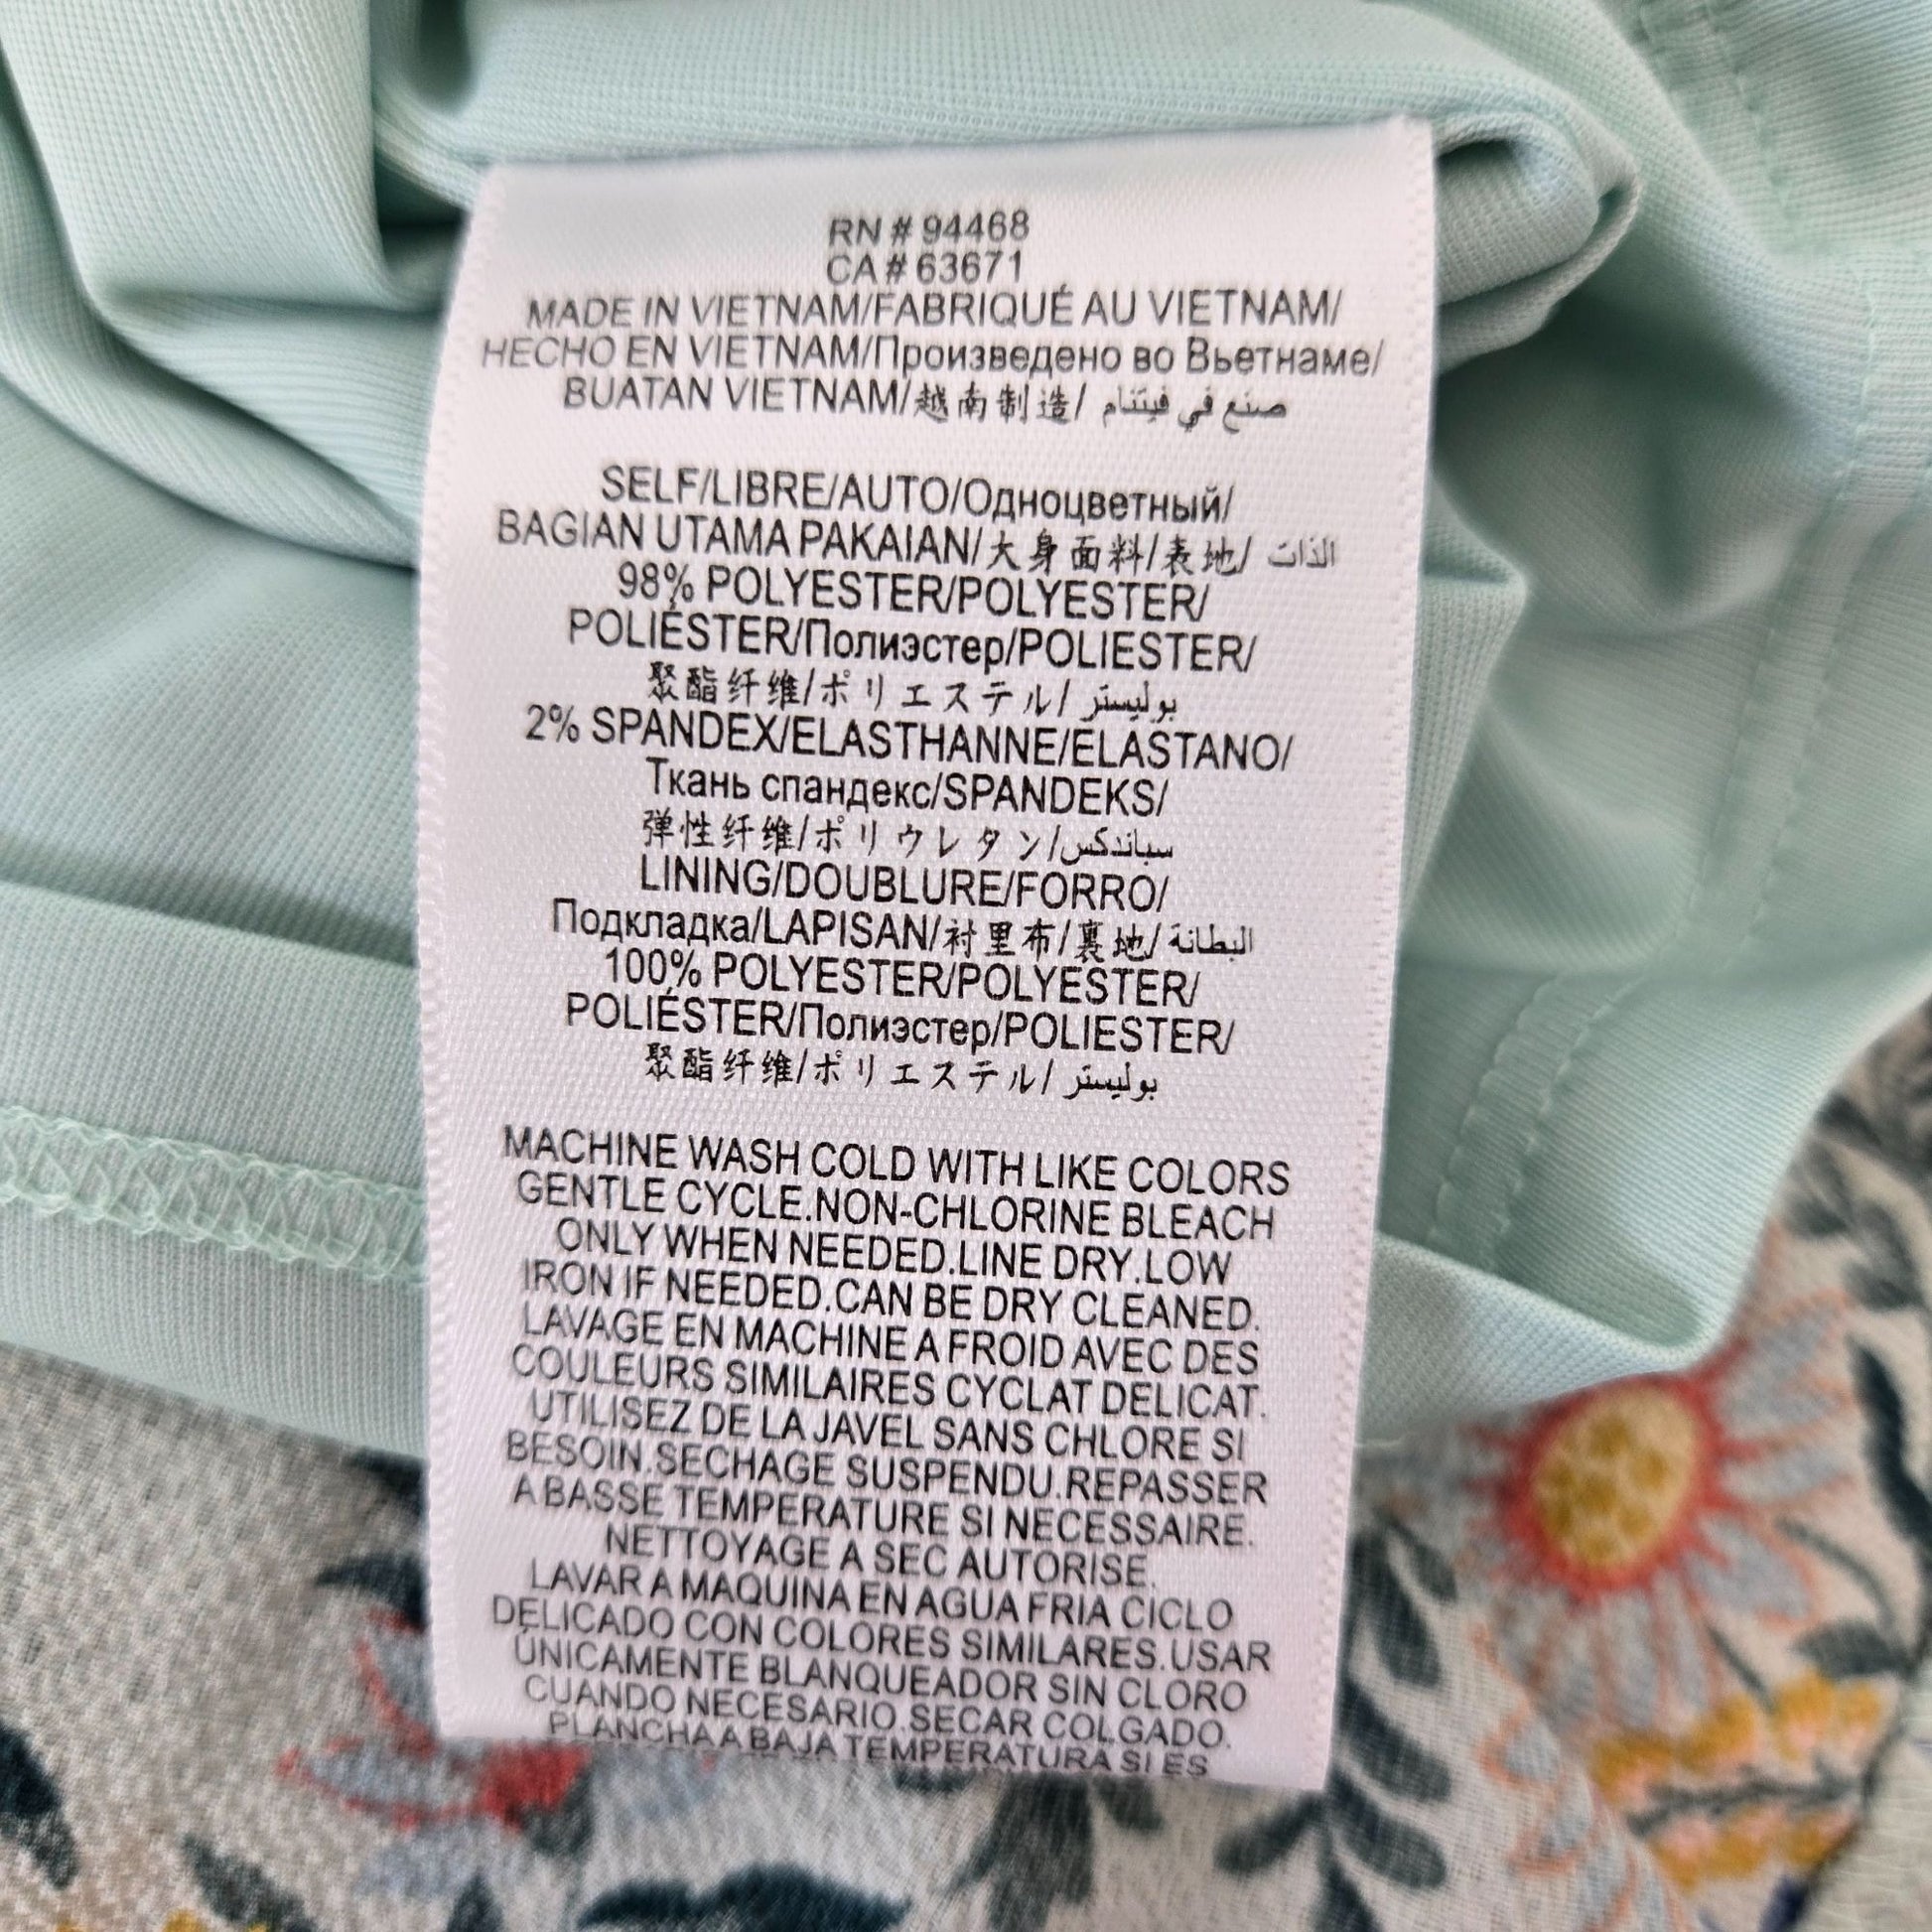 RN # 94468
CA # 63671
MADE IN VIETNAM/FABRIQUÉ AU VIETNAM/
HECHO EN VIETNAM/Произведено во Вьетнаме/
BUATAN VIETNAM/越南制造/ صنع في فيتنام
SELF/LIBRE/AUTO/Одноцветный/
BAGIAN UTAMA PAKAIAN/大身面料/表地/ الذات
98% POLYESTER/POLYESTER/
POLIÉSTER/Полиэстер/POLIESTER/
聚酯纤维/ポリエステル/ بوليستر
2% SPANDEX/ELASTHANNE/ELASTANO/
Ткань спандекс/SPANDEKS/
弹性纤维/ポリウレタン/سباندكس
LINING/DOUBLURE/FORRO/
Подкладка/LAPISAN/衬里布/裏地/ البطانة
100% POLYESTER/POLYESTER/
POLIÉSTER/Полиэстер/POLIESTER/
聚酯纤维/ポリエステル/ بوليستر
MACHINE WASH COLD WITH LIKE COLORS
GENTLE CYCLE.NON-CHLORINE BLEACH
ONLY WHEN NEEDED.LINE DRY.LOW
IRON IF NEEDED.CAN BE DRY CLEANED.
LAVAGE EN MACHINE A FROID AVEC DES
COULEURS SIMILAIRES CYCLAT DELICAT.
UTILISEZ DE LA JAVEL SANS CHLORE SI
BESOIN.SECHAGE SUSPENDU.REPASSER
A BASSE TEMPERATURE SI NECESSAIRE.
NETTOYAGE A SEC AUTORISE.
LAVAR A MAQUINA EN AGUA FRIA CICLO
DELICADO CON COLORES SIMILARES.USAR
ÚNICAMENTE BLANQUEADOR SIN CLORO
CUANDO NECESARIO.SECAR COLGADO.
PLANCHA A BAJA TEMPERATURA SI ES